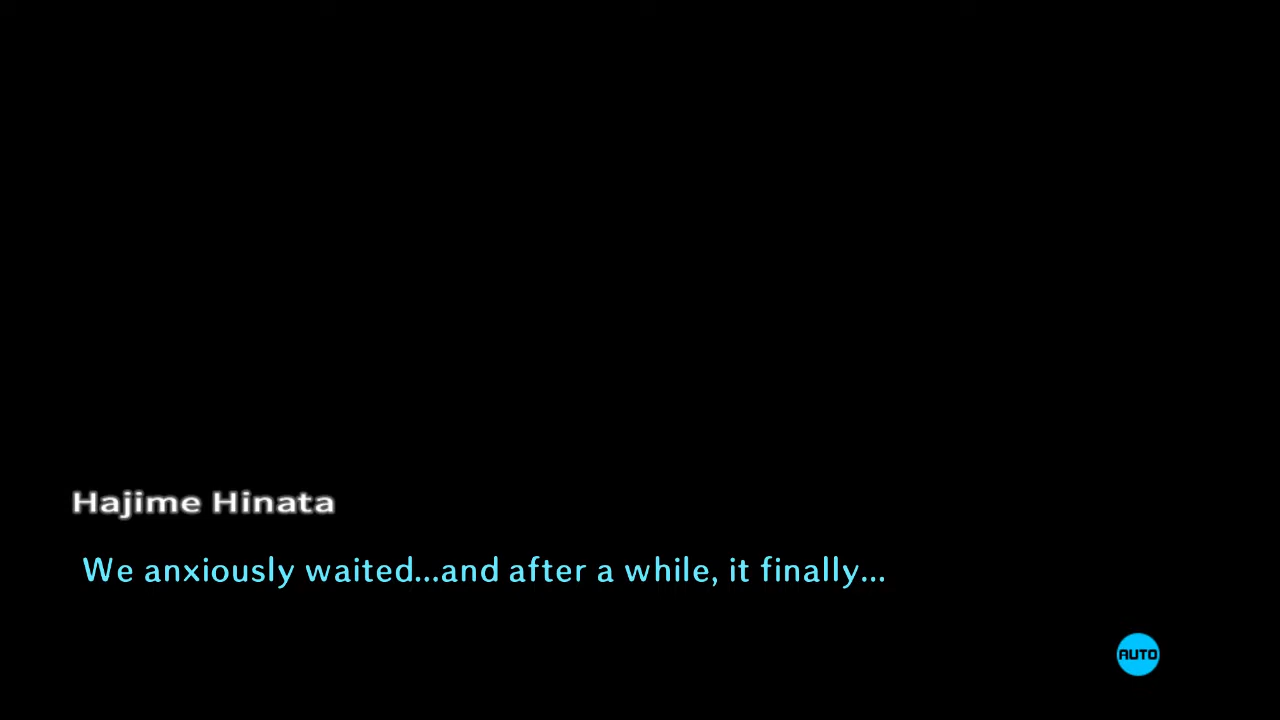 Hajime Hinata
We anxiously waited...and after a while, it finally...
AUTO